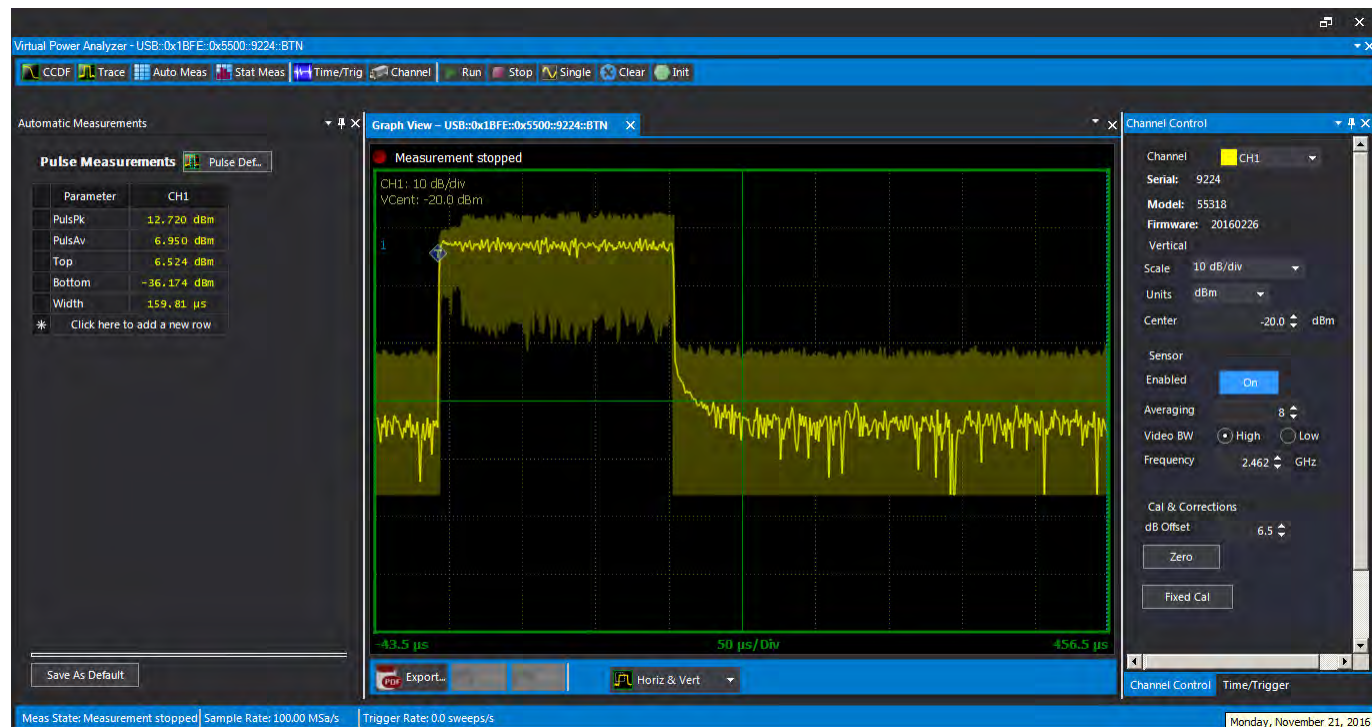 Virtual Power Analyzer - USB::0x1BFE::0x5500::9224::BTN
CCDF Trace Auto Meas Stat Meas Time/Trig Channel Run Stop Single Clear Init
Automatic Measurements
Pulse Measurements Pulse Def...
Parameter CH1
PulsPk 12.720 dBm
PulsAv 6.950 dBm
Top 6.524 dBm
Bottom -36.174 dBm
Width 159.81 µs
Click here to add a new row
Save As Default
Graph View – USB::0x1BFE::0x5500::9224::BTN
Measurement stopped
CH1: 10 dB/div
VCent: -20.0 dBm
1
T
-43.5 µs 50 µs/Div 456.5 µs
PDF Export... Horiz & Vert
Channel Control
Channel CH1
Serial: 9224
Model: 55318
Firmware: 20160226
Vertical
Scale 10 dB/div
Units dBm
Center -20.0 dBm
Sensor
Enabled On
Averaging 8
Video BW High Low
Frequency 2.462 GHz
Cal & Corrections
dB Offset 6.5
Zero
Fixed Cal
Channel Control Time/Trigger
Meas State: Measurement stopped Sample Rate: 100.00 MSa/s Trigger Rate: 0.0 sweeps/s
Monday, November 21, 2016